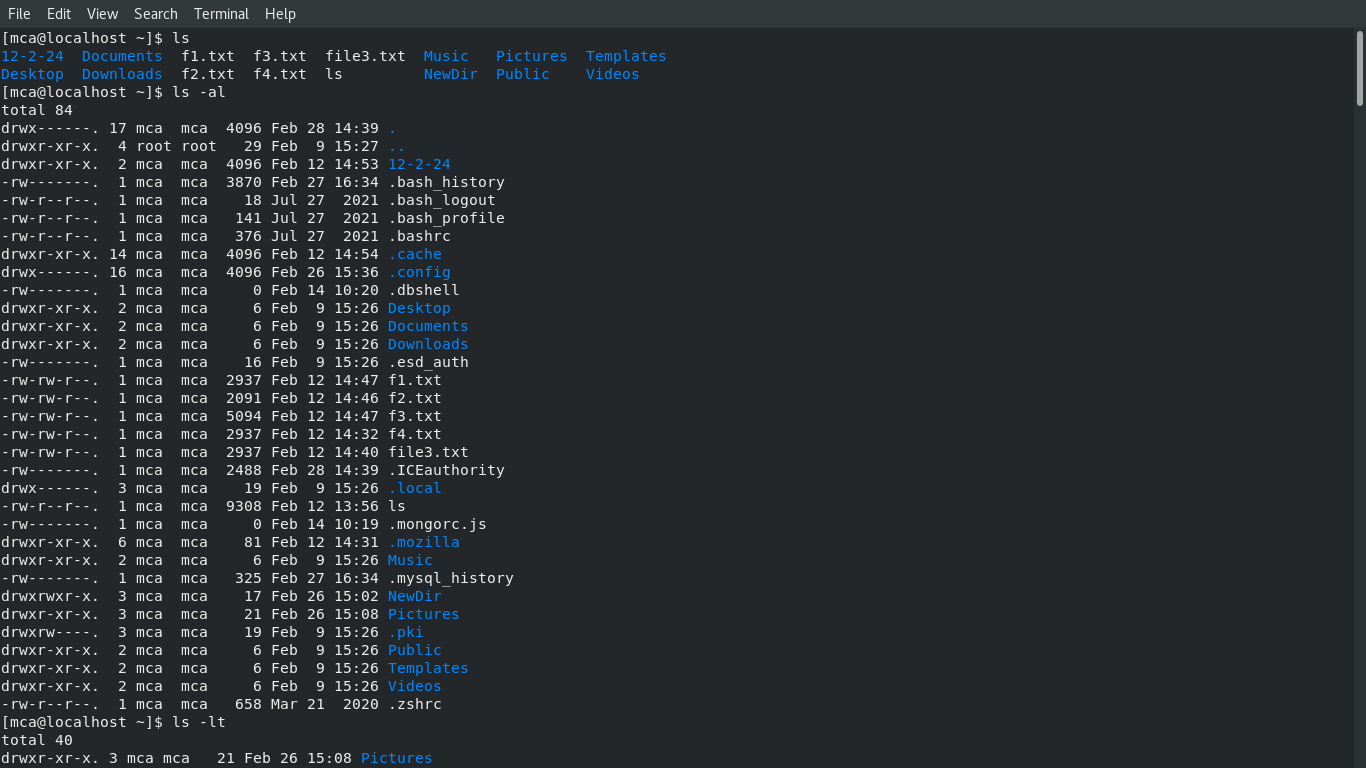 File Edit View Search Terminal Help
[mca@localhost ~]$ ls
12-2-24  Documents  f1.txt  f3.txt  file3.txt  Music   Pictures  Templates
Desktop  Downloads  f2.txt  f4.txt  ls         NewDir  Public    Videos
[mca@localhost ~]$ ls -al
total 84
drwx------. 17 mca  mca  4096 Feb 28 14:39 .
drwxr-xr-x.  4 root root   29 Feb  9 15:27 ..
drwxr-xr-x.  2 mca  mca  4096 Feb 12 14:53 12-2-24
-rw-------.  1 mca  mca  3870 Feb 27 16:34 .bash_history
-rw-r--r--.  1 mca  mca    18 Jul 27  2021 .bash_logout
-rw-r--r--.  1 mca  mca   141 Jul 27  2021 .bash_profile
-rw-r--r--.  1 mca  mca   376 Jul 27  2021 .bashrc
drwxr-xr-x. 14 mca  mca  4096 Feb 12 14:54 .cache
drwx------. 16 mca  mca  4096 Feb 26 15:36 .config
-rw-------.  1 mca  mca     0 Feb 14 10:20 .dbshell
drwxr-xr-x.  2 mca  mca     6 Feb  9 15:26 Desktop
drwxr-xr-x.  2 mca  mca     6 Feb  9 15:26 Documents
drwxr-xr-x.  2 mca  mca     6 Feb  9 15:26 Downloads
-rw-------.  1 mca  mca    16 Feb  9 15:26 .esd_auth
-rw-rw-r--.  1 mca  mca  2937 Feb 12 14:47 f1.txt
-rw-rw-r--.  1 mca  mca  2091 Feb 12 14:46 f2.txt
-rw-rw-r--.  1 mca  mca  5094 Feb 12 14:47 f3.txt
-rw-rw-r--.  1 mca  mca  2937 Feb 12 14:32 f4.txt
-rw-rw-r--.  1 mca  mca  2937 Feb 12 14:40 file3.txt
-rw-------.  1 mca  mca  2488 Feb 28 14:39 .ICEauthority
drwx------.  3 mca  mca    19 Feb  9 15:26 .local
-rw-r--r--.  1 mca  mca  9308 Feb 12 13:56 ls
-rw-------.  1 mca  mca     0 Feb 14 10:19 .mongorc.js
drwxr-xr-x.  6 mca  mca    81 Feb 12 14:31 .mozilla
drwxr-xr-x.  2 mca  mca     6 Feb  9 15:26 Music
-rw-------.  1 mca  mca   325 Feb 27 16:34 .mysql_history
drwxrwxr-x.  3 mca  mca    17 Feb 26 15:02 NewDir
drwxr-xr-x.  3 mca  mca    21 Feb 26 15:08 Pictures
drwxrw----.  3 mca  mca    19 Feb  9 15:26 .pki
drwxr-xr-x.  2 mca  mca     6 Feb  9 15:26 Public
drwxr-xr-x.  2 mca  mca     6 Feb  9 15:26 Templates
drwxr-xr-x.  2 mca  mca     6 Feb  9 15:26 Videos
-rw-r--r--.  1 mca  mca   658 Mar 21  2020 .zshrc
[mca@localhost ~]$ ls -lt
total 40
drwxr-xr-x. 3 mca mca   21 Feb 26 15:08 Pictures